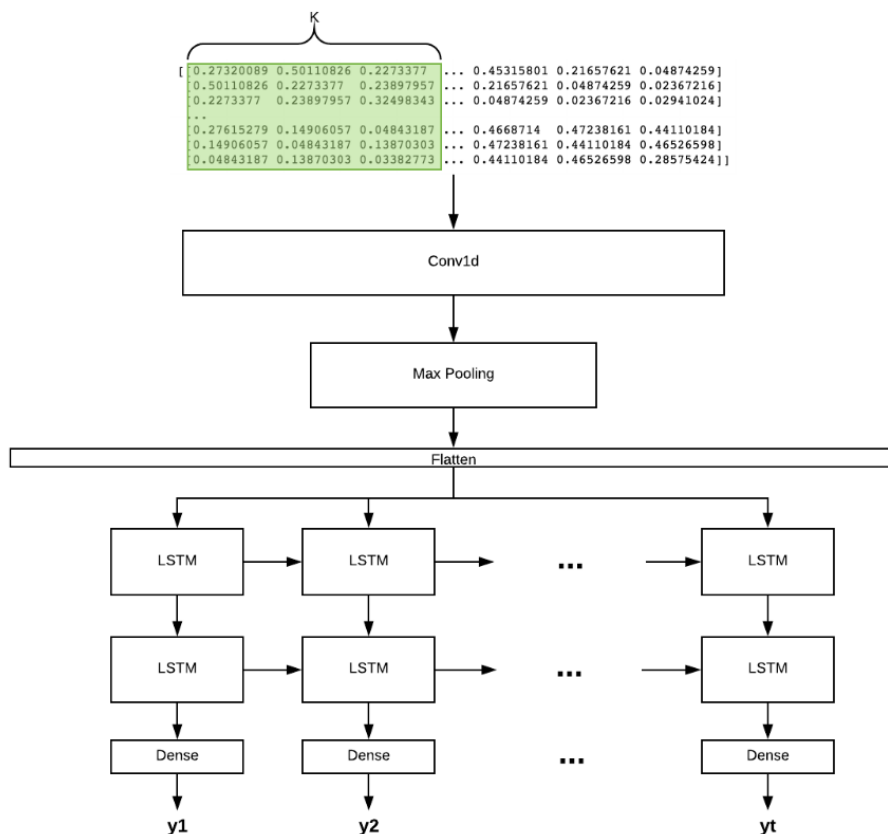 K
[[0.27320089 0.50110826 0.2273377 ... 0.45315801 0.21657621 0.04874259]
[0.50110826 0.2273377 0.23897957 ... 0.21657621 0.04874259 0.02367216]
[0.2273377 0.23897957 0.32498343 ... 0.04874259 0.02367216 0.02941024]
...
[0.27615279 0.14906057 0.04843187 ... 0.4668714 0.47238161 0.44110184]
[0.14906057 0.04843187 0.13870303 ... 0.47238161 0.44110184 0.46526598]
[0.04843187 0.13870303 0.03382773 ... 0.44110184 0.46526598 0.28575424]]
Conv1d
Max Pooling
Flatten
LSTM LSTM ... LSTM
LSTM LSTM ... LSTM
Dense Dense ... Dense
y1 y2 yt